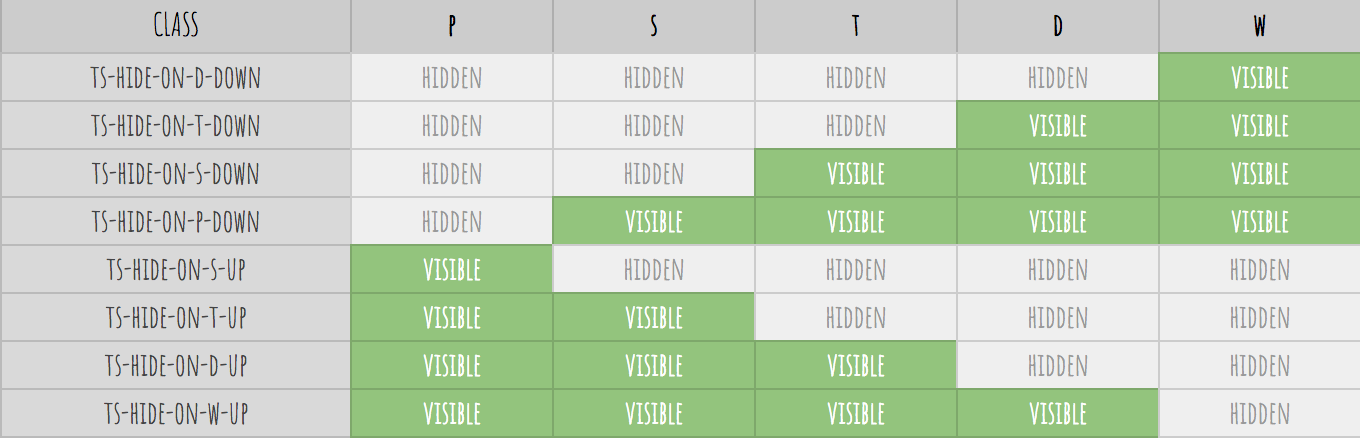 CLASS P S T D W
TS-HIDE-ON-D-DOWN HIDDEN HIDDEN HIDDEN HIDDEN VISIBLE
TS-HIDE-ON-T-DOWN HIDDEN HIDDEN HIDDEN VISIBLE VISIBLE
TS-HIDE-ON-S-DOWN HIDDEN HIDDEN VISIBLE VISIBLE VISIBLE
TS-HIDE-ON-P-DOWN HIDDEN VISIBLE VISIBLE VISIBLE VISIBLE
TS-HIDE-ON-S-UP VISIBLE HIDDEN HIDDEN HIDDEN HIDDEN
TS-HIDE-ON-T-UP VISIBLE VISIBLE HIDDEN HIDDEN HIDDEN
TS-HIDE-ON-D-UP VISIBLE VISIBLE VISIBLE HIDDEN HIDDEN
TS-HIDE-ON-W-UP VISIBLE VISIBLE VISIBLE VISIBLE HIDDEN